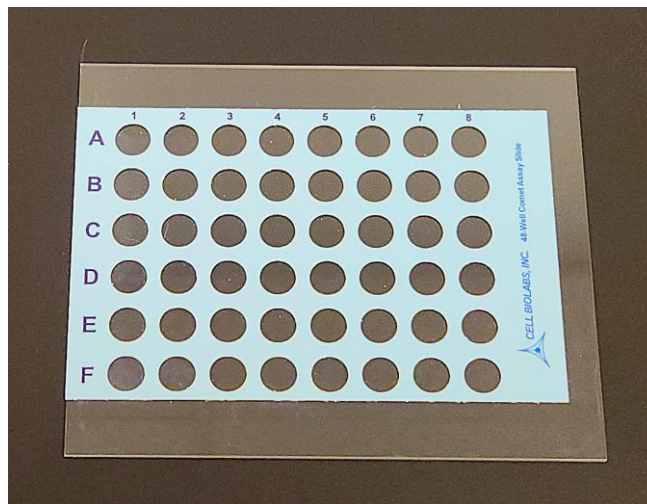 1 2 3 4 5 6 7 8
A
B
C
D
E
F
48-Well Comet Assay Slide
CELL BIOLABS, INC.